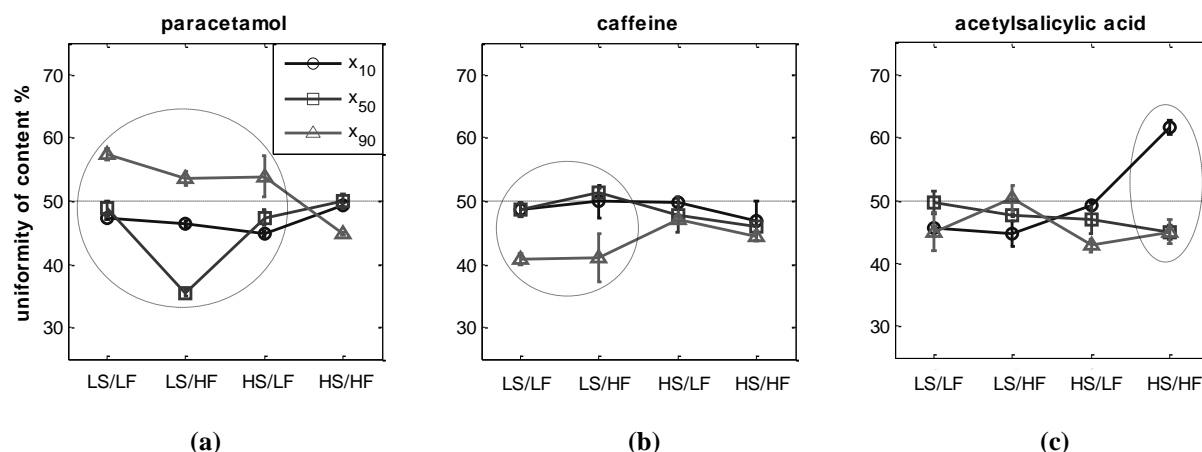 paracetamol
caffeine
acetylsalicylic acid
uniformity of content %
70
60
50
40
30
x10
x50
x90
LS/LF LS/HF HS/LF HS/HF
70
60
50
40
30
LS/LF LS/HF HS/LF HS/HF
70
60
50
40
30
LS/LF LS/HF HS/LF HS/HF
(a)
(b)
(c)